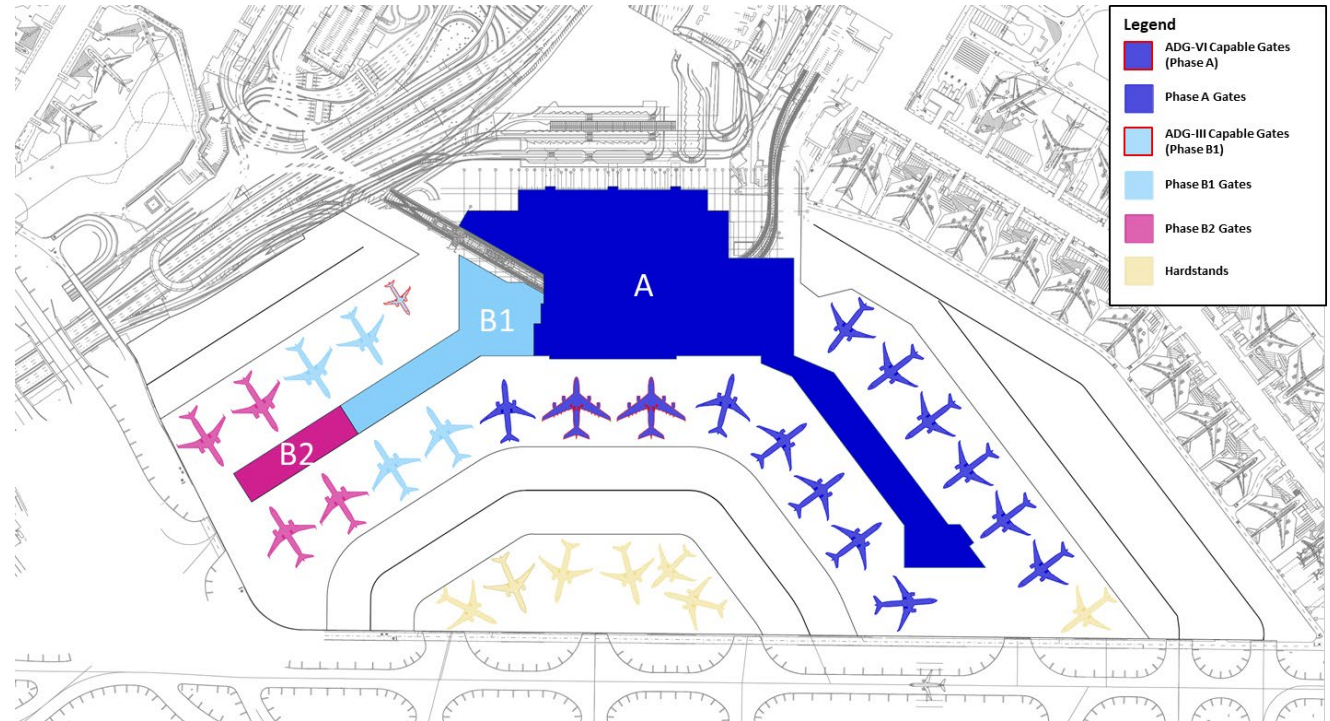 Legend
ADG-VI Capable Gates
(Phase A)
Phase A Gates
ADG-III Capable Gates
(Phase B1)
Phase B1 Gates
Phase B2 Gates
Hardstands
A
B1
B2